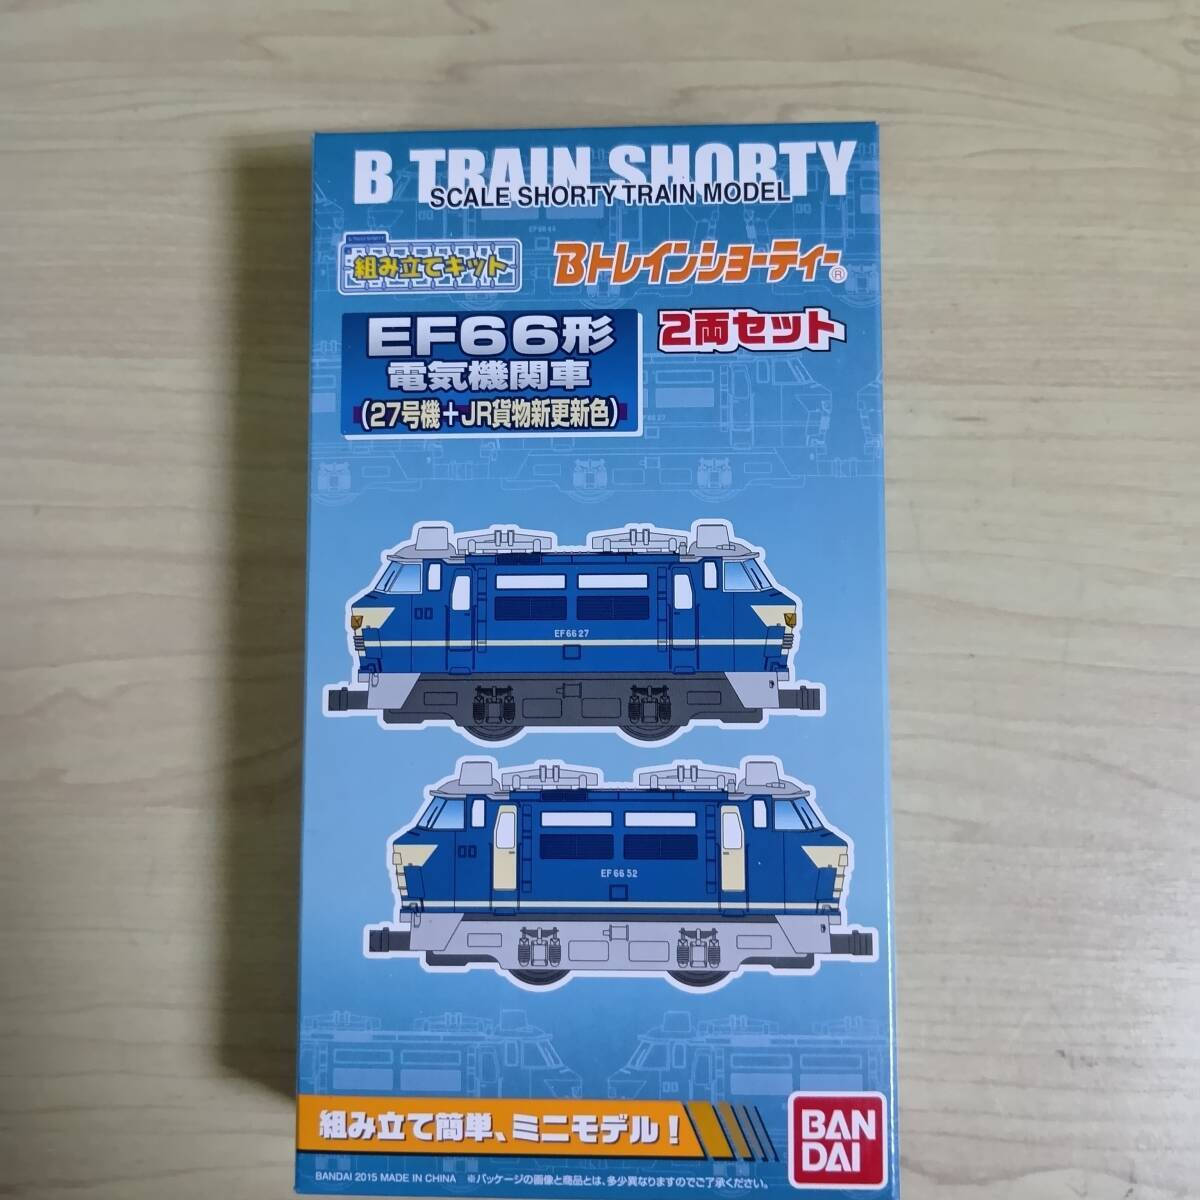 B TRAIN SHORTY
SCALE SHORTY TRAIN MODEL
組み立てキット
Bトレインショーティー®
EF66形
電気機関車
(27号機+JR貨物新更新色)
2両セット
EF66 27
EF 66 52
組み立て簡単、ミニモデル!
BAN
DAI
BANDAI 2015 MADE IN CHINA ※パッケージの画像と商品とは、多少異なりますのでご了承ください。